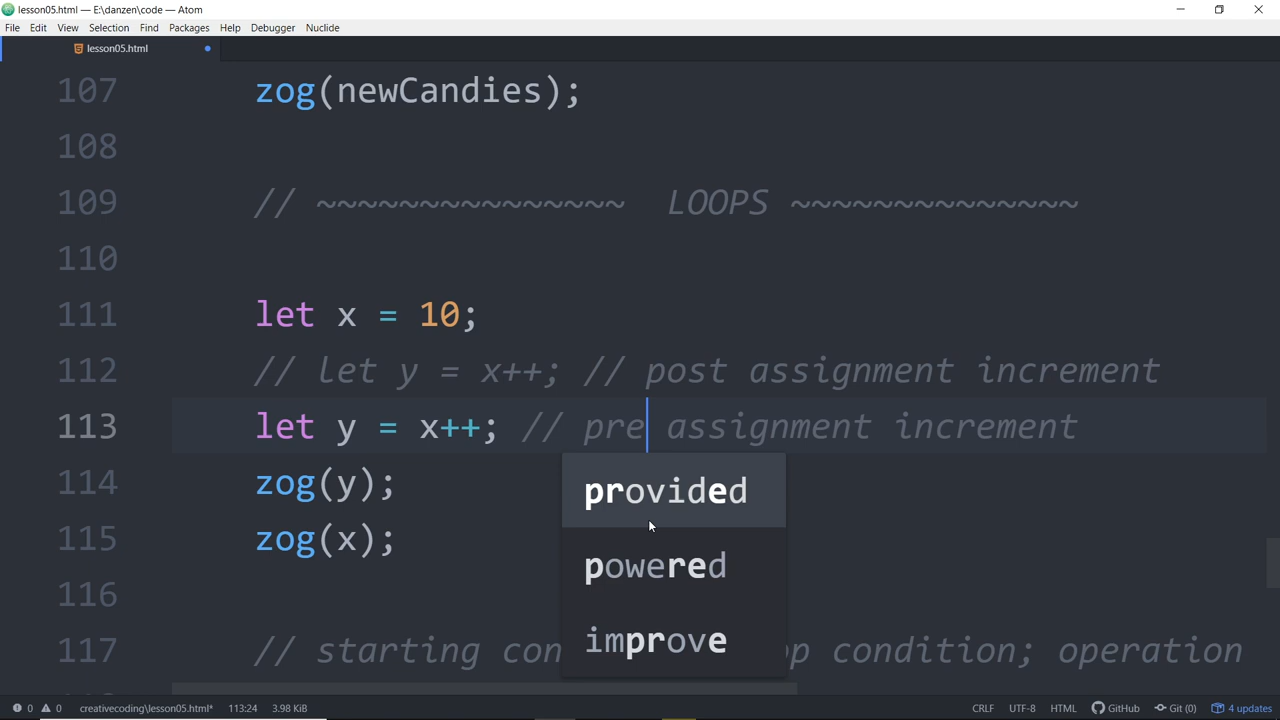 lesson05.html — E:\danzen\code — Atom
File Edit View Selection Find Packages Help Debugger Nuclide
lesson05.html
107 zog(newCandies);
108
109 // ~~~~~~~~~~~~~~~ LOOPS ~~~~~~~~~~~~~~
110
111 let x = 10;
112 // let y = x++; // post assignment increment
113 let y = x++; // pre assignment increment
provided
114 zog(y);
powered
115 zog(x);
116
improve
117 // starting con p condition; operation
0 0 creativecoding\lesson05.html* 113:24 3.98 KiB CRLF UTF-8 HTML GitHub Git (0) 4 updates